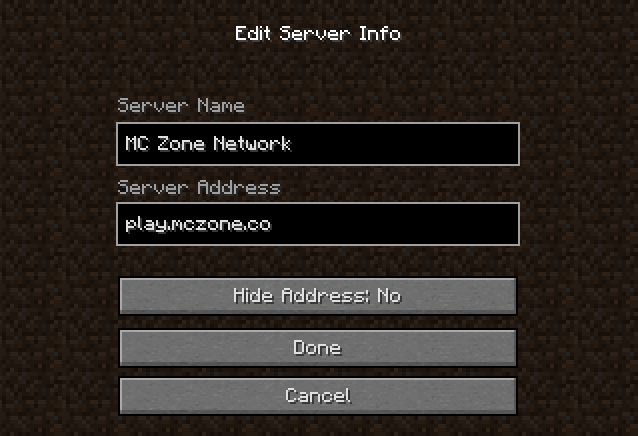 Edit Server Info
Server Name
MC Zone Network
Server Address
play.mczone.co
Hide Address: No
Done
Cancel